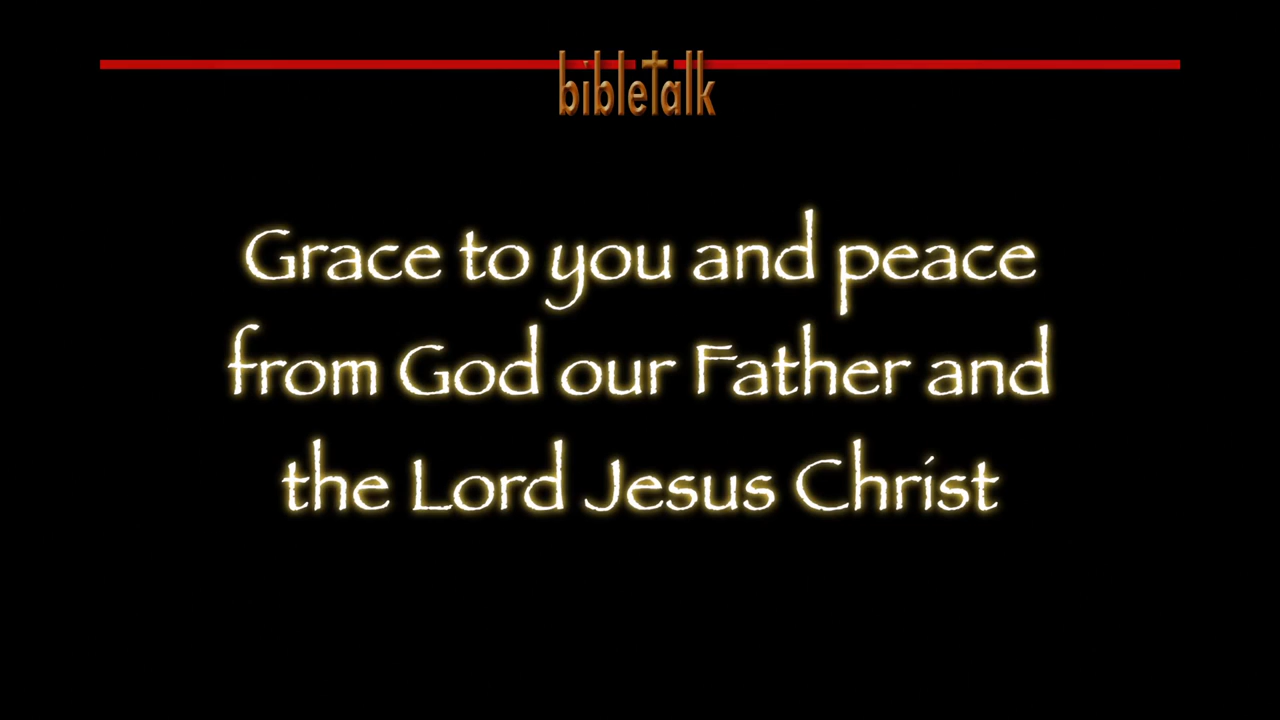 bibleTalk
Grace to you and peace
from God our Father and
the Lord Jesus Christ